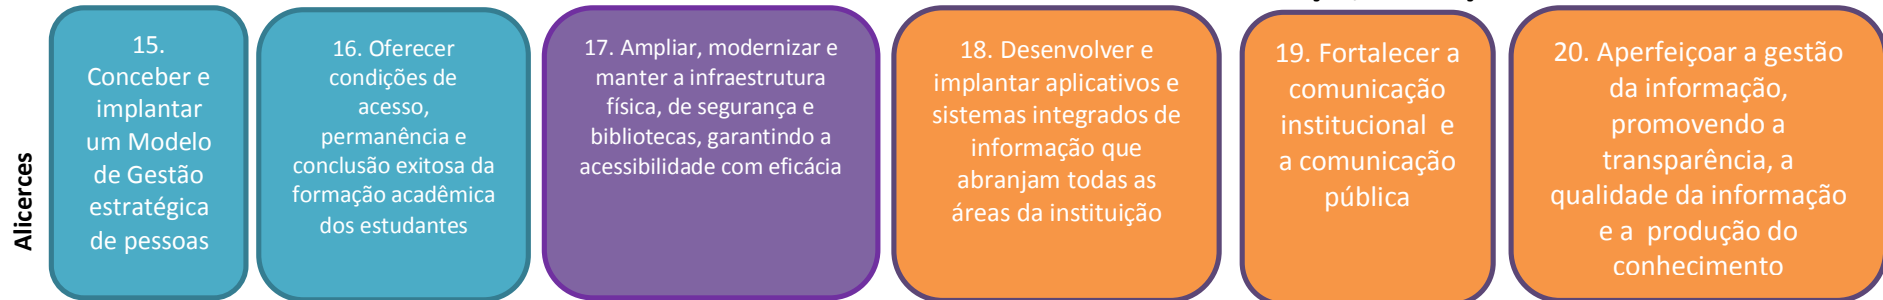 Alicerces
15.
Conceber e
implantar
um Modelo
de Gestão
estratégica
de pessoas
16. Oferecer
condições de
acesso,
permanência e
conclusão exitosa da
formação acadêmica
dos estudantes
17. Ampliar, modernizar e
manter a infraestrutura
física, de segurança e
bibliotecas, garantindo a
acessibilidade com eficácia
18. Desenvolver e
implantar aplicativos e
sistemas integrados de
informação que
abranjam todas as
áreas da instituição
19. Fortalecer a
comunicação
institucional e
a comunicação
pública
20. Aperfeiçoar a gestão
da informação,
promovendo a
transparência, a
qualidade da informação
e a produção do
conhecimento